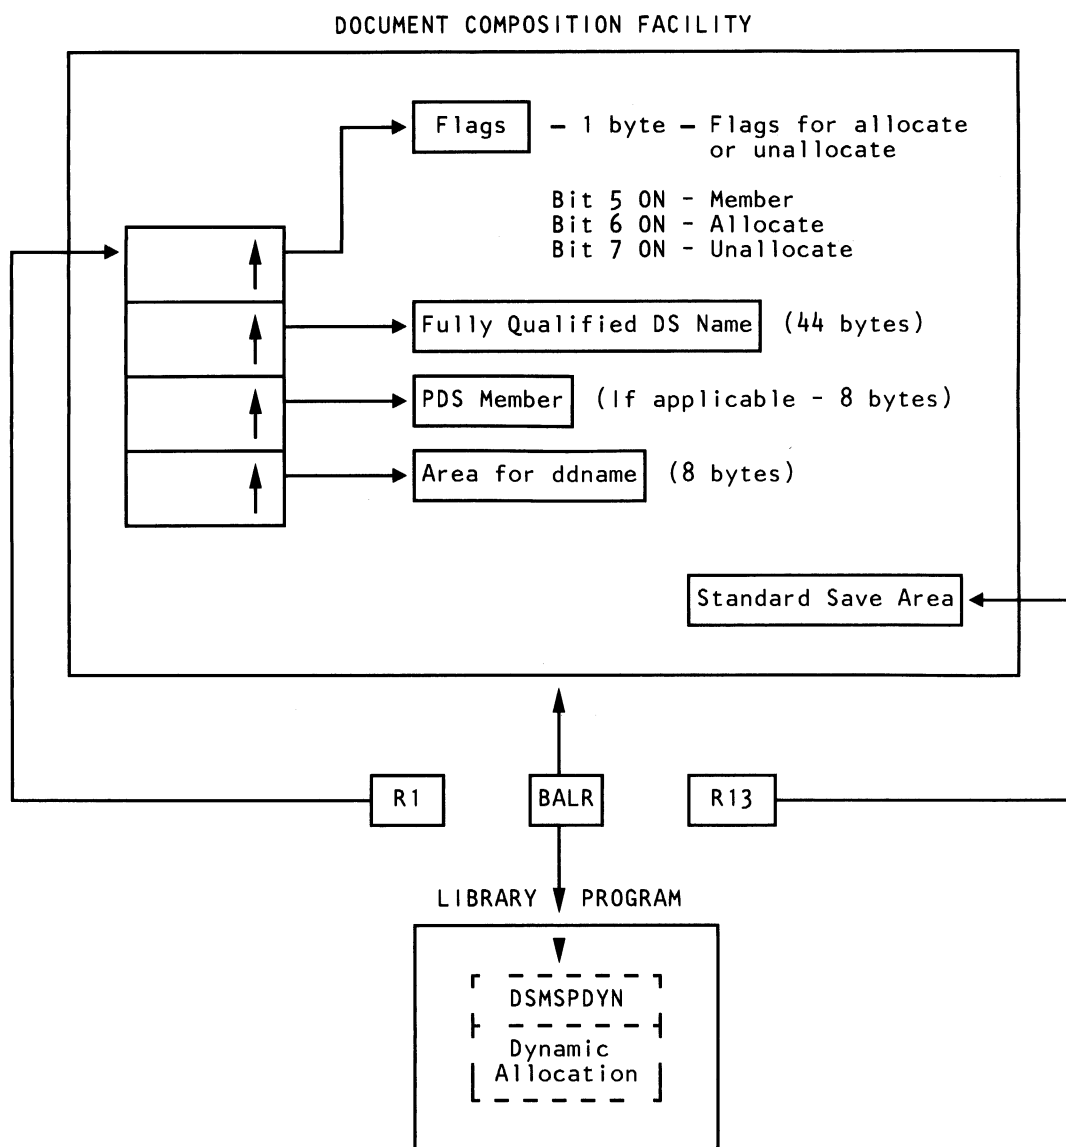 DOCUMENT COMPOSITION FACILITY
Flags – 1 byte – Flags for allocate
or unallocate
Bit 5 ON - Member
Bit 6 ON - Allocate
Bit 7 ON - Unallocate
Fully Qualified DS Name (44 bytes)
PDS Member (If applicable - 8 bytes)
Area for ddname (8 bytes)
Standard Save Area
R1 BALR R13
LIBRARY PROGRAM
DSMSPDYN
Dynamic
Allocation